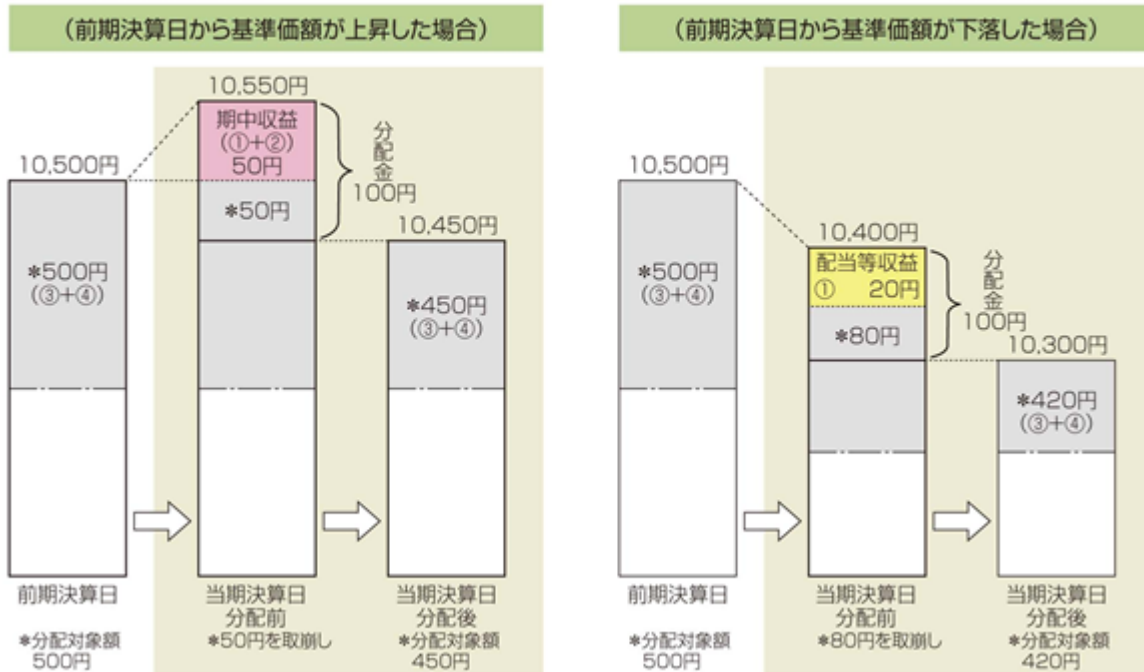 (前期決算日から基準価額が上昇した場合)
10,500円
*500円
(③+④)
前期決算日
*分配対象額
500円
10,550円
期中収益
(①+②)
50円
*50円
分配金
100円
当期決算日
分配前
*50円を取崩し
10,450円
*450円
(③+④)
当期決算日
分配後
*分配対象額
450円
(前期決算日から基準価額が下落した場合)
10,500円
*500円
(③+④)
前期決算日
*分配対象額
500円
10,400円
配当等収益
① 20円
*80円
分配金
100円
当期決算日
分配前
*80円を取崩し
10,300円
*420円
(③+④)
当期決算日
分配後
*分配対象額
420円